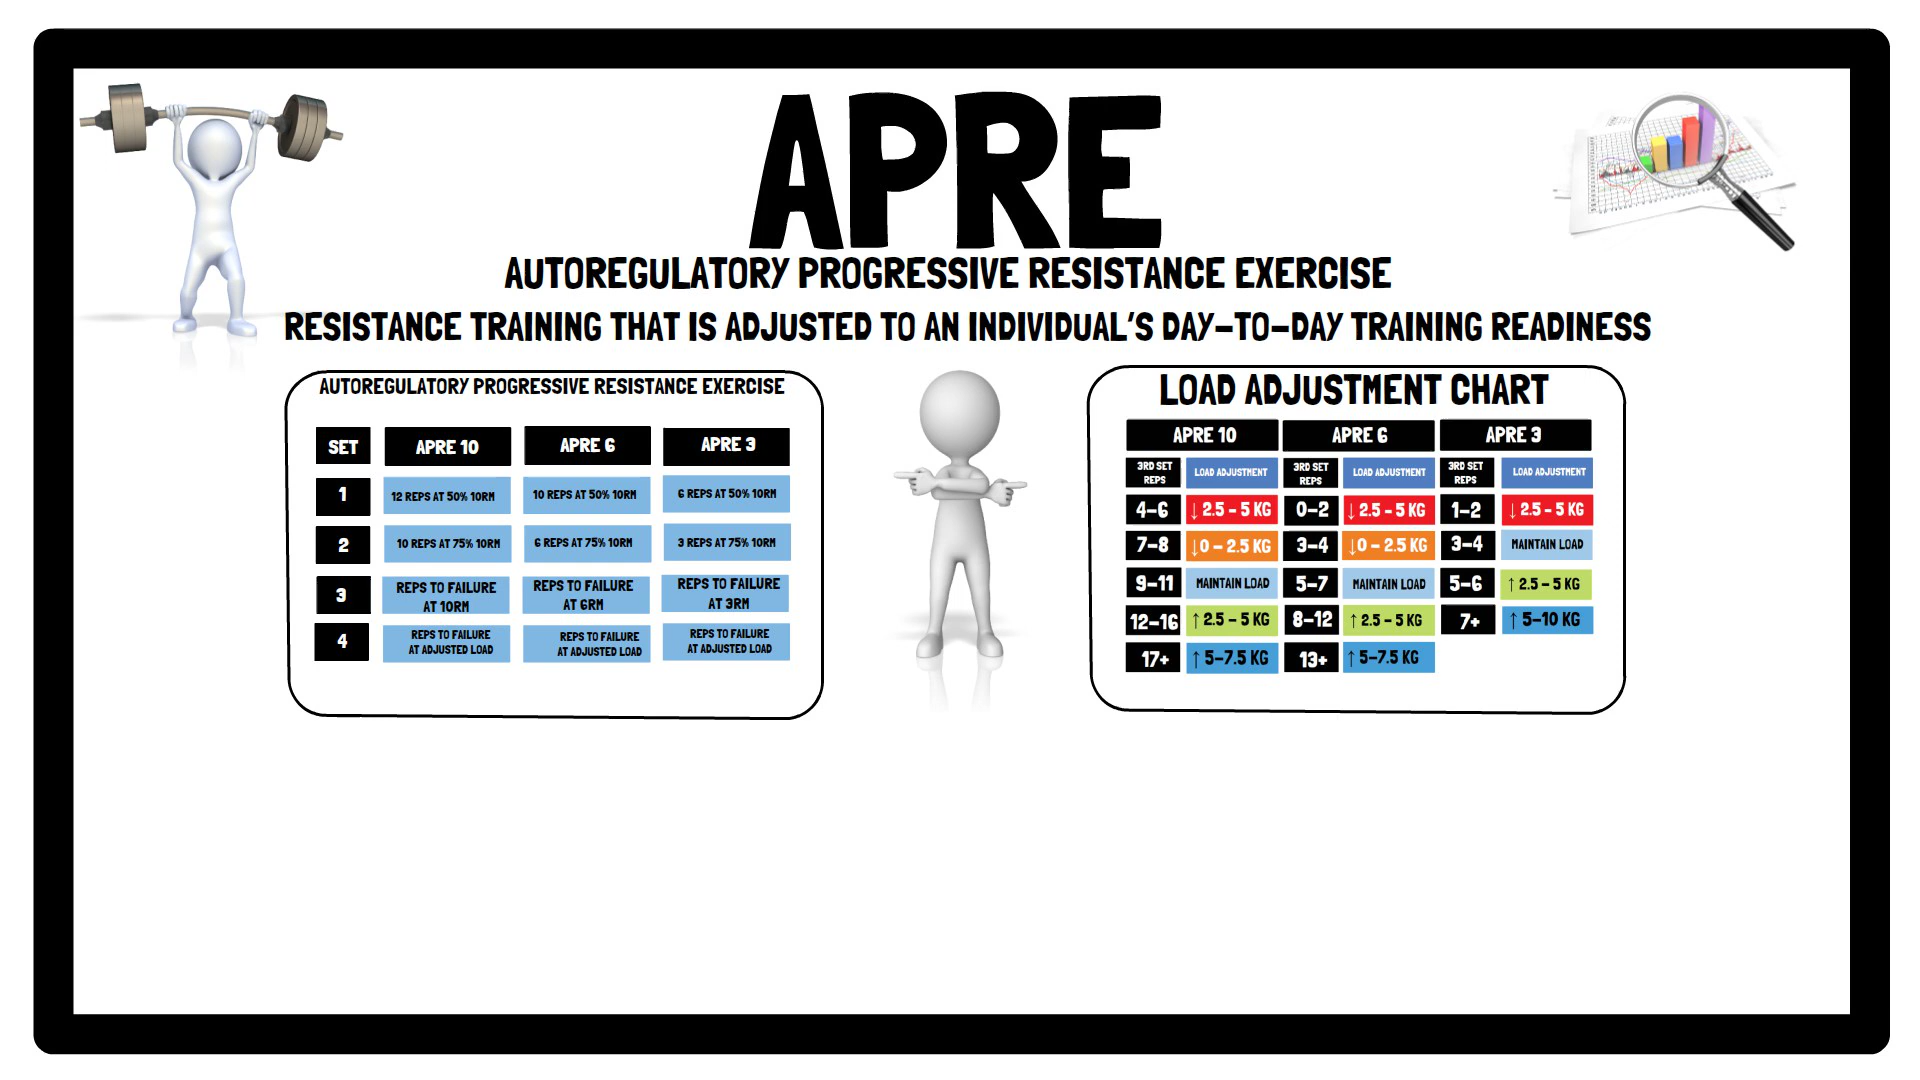 APRE
AUTOREGULATORY PROGRESSIVE RESISTANCE EXERCISE
RESISTANCE TRAINING THAT IS ADJUSTED TO AN INDIVIDUAL'S DAY-TO-DAY TRAINING READINESS
AUTOREGULATORY PROGRESSIVE RESISTANCE EXERCISE
SET APRE 10 APRE 6 APRE 3
1 12 REPS AT 50% 10RM 10 REPS AT 50% 10RM 6 REPS AT 50% 10RM
2 10 REPS AT 75% 10RM 6 REPS AT 75% 10RM 3 REPS AT 75% 10RM
3 REPS TO FAILURE AT 10RM REPS TO FAILURE AT 6RM REPS TO FAILURE AT 3RM
4 REPS TO FAILURE AT ADJUSTED LOAD REPS TO FAILURE AT ADJUSTED LOAD REPS TO FAILURE AT ADJUSTED LOAD
LOAD ADJUSTMENT CHART
APRE 10 APRE 6 APRE 3
3RD SET REPS LOAD ADJUSTMENT 3RD SET REPS LOAD ADJUSTMENT 3RD SET REPS LOAD ADJUSTMENT
4-6 ↓ 2.5 - 5 KG 0-2 ↓ 2.5 - 5 KG 1-2 ↓ 2.5 - 5 KG
7-8 ↓0 - 2.5 KG 3-4 ↓0 - 2.5 KG 3-4 MAINTAIN LOAD
9-11 MAINTAIN LOAD 5-7 MAINTAIN LOAD 5-6 ↑ 2.5 - 5 KG
12-16 ↑ 2.5 - 5 KG 8-12 ↑ 2.5 - 5 KG 7+ ↑ 5-10 KG
17+ ↑ 5-7.5 KG 13+ ↑ 5-7.5 KG